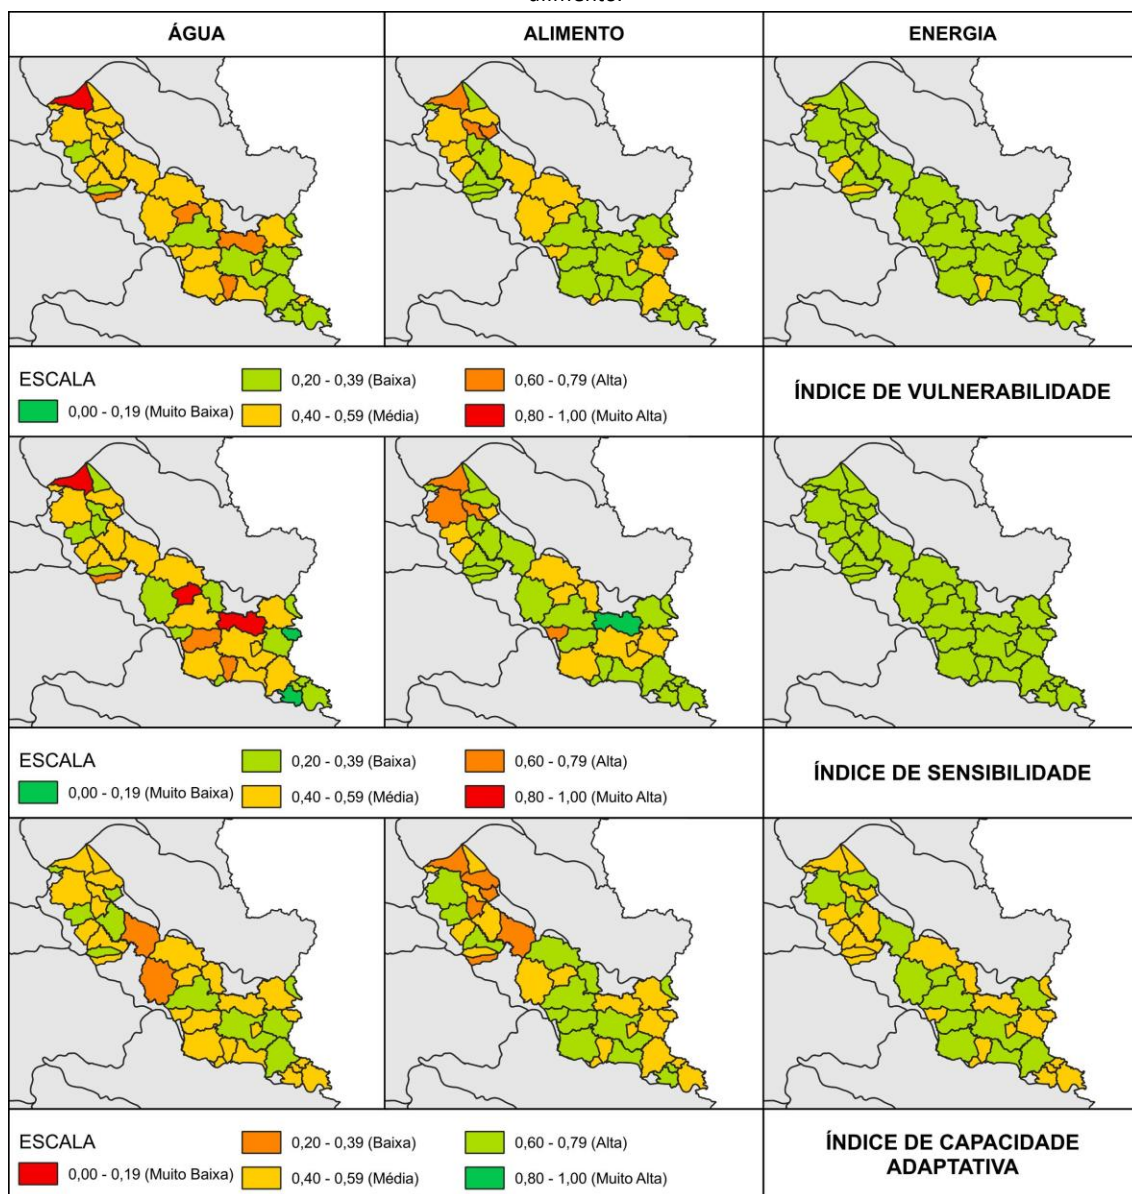 alimento.
ÁGUA
ALIMENTO
ENERGIA
ESCALA
0,00 - 0,19 (Muito Baixa)
0,20 - 0,39 (Baixa)
0,40 - 0,59 (Média)
0,60 - 0,79 (Alta)
0,80 - 1,00 (Muito Alta)
ÍNDICE DE VULNERABILIDADE
ESCALA
0,00 - 0,19 (Muito Baixa)
0,20 - 0,39 (Baixa)
0,40 - 0,59 (Média)
0,60 - 0,79 (Alta)
0,80 - 1,00 (Muito Alta)
ÍNDICE DE SENSIBILIDADE
ESCALA
0,00 - 0,19 (Muito Baixa)
0,20 - 0,39 (Baixa)
0,40 - 0,59 (Média)
0,60 - 0,79 (Alta)
0,80 - 1,00 (Muito Alta)
ÍNDICE DE CAPACIDADE
ADAPTATIVA